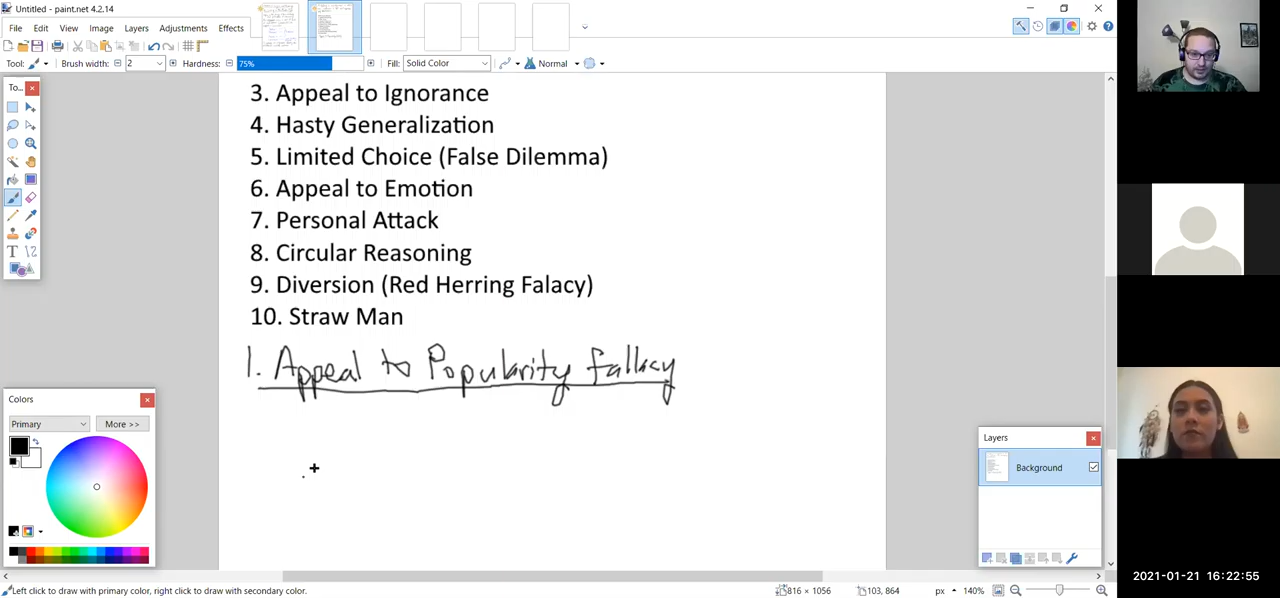 Untitled - paint.net 4.2.14
File Edit View Image Layers Adjustments Effects
Tool: Brush width: 2 Hardness: 75% Fill: Solid Color Normal
To...
3. Appeal to Ignorance
4. Hasty Generalization
5. Limited Choice (False Dilemma)
6. Appeal to Emotion
7. Personal Attack
8. Circular Reasoning
9. Diversion (Red Herring Falacy)
10. Straw Man
1. Appeal to Popularity fallacy
Colors
Primary More >>
Layers
Background
Left click to draw with primary color, right click to draw with secondary color. 816 × 1056 103, 864 px 140%
2021-01-21 16:22:55